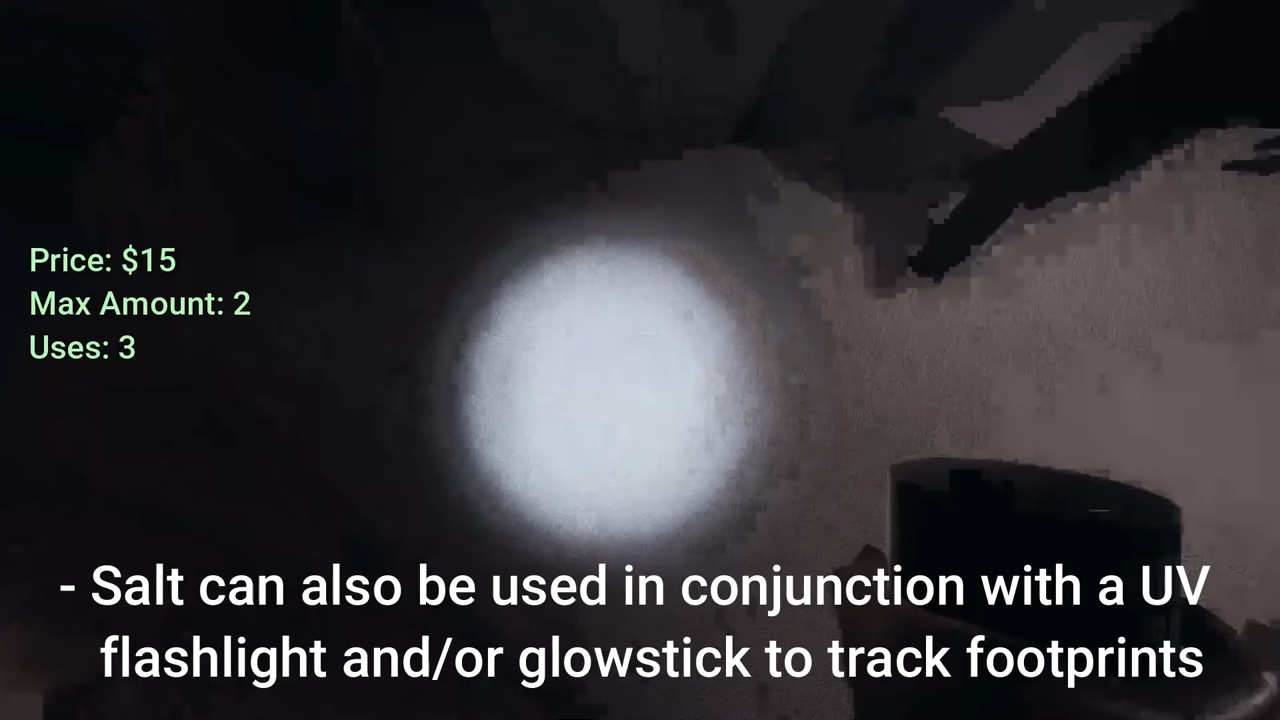 Price: $15
Max Amount: 2
Uses: 3
- Salt can also be used in conjunction with a UV
flashlight and/or glowstick to track footprints